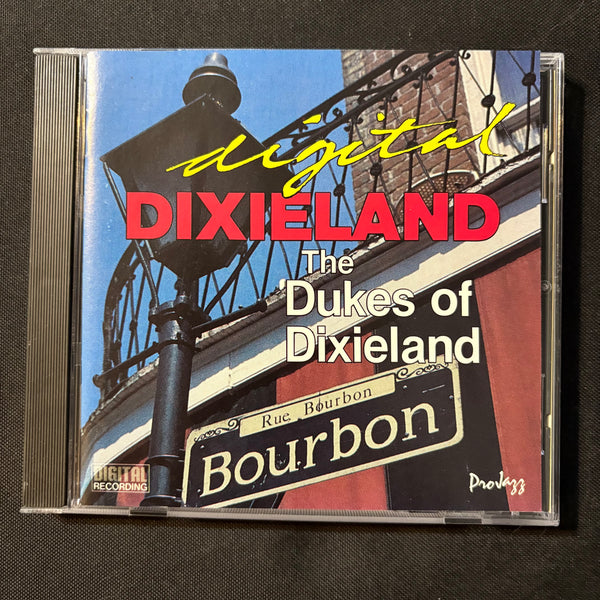 digital
DIXIELAND
The
'Dukes of
Dixieland
Rue Bourbon
Bourbon
DIGITAL
RECORDING
ProJazz